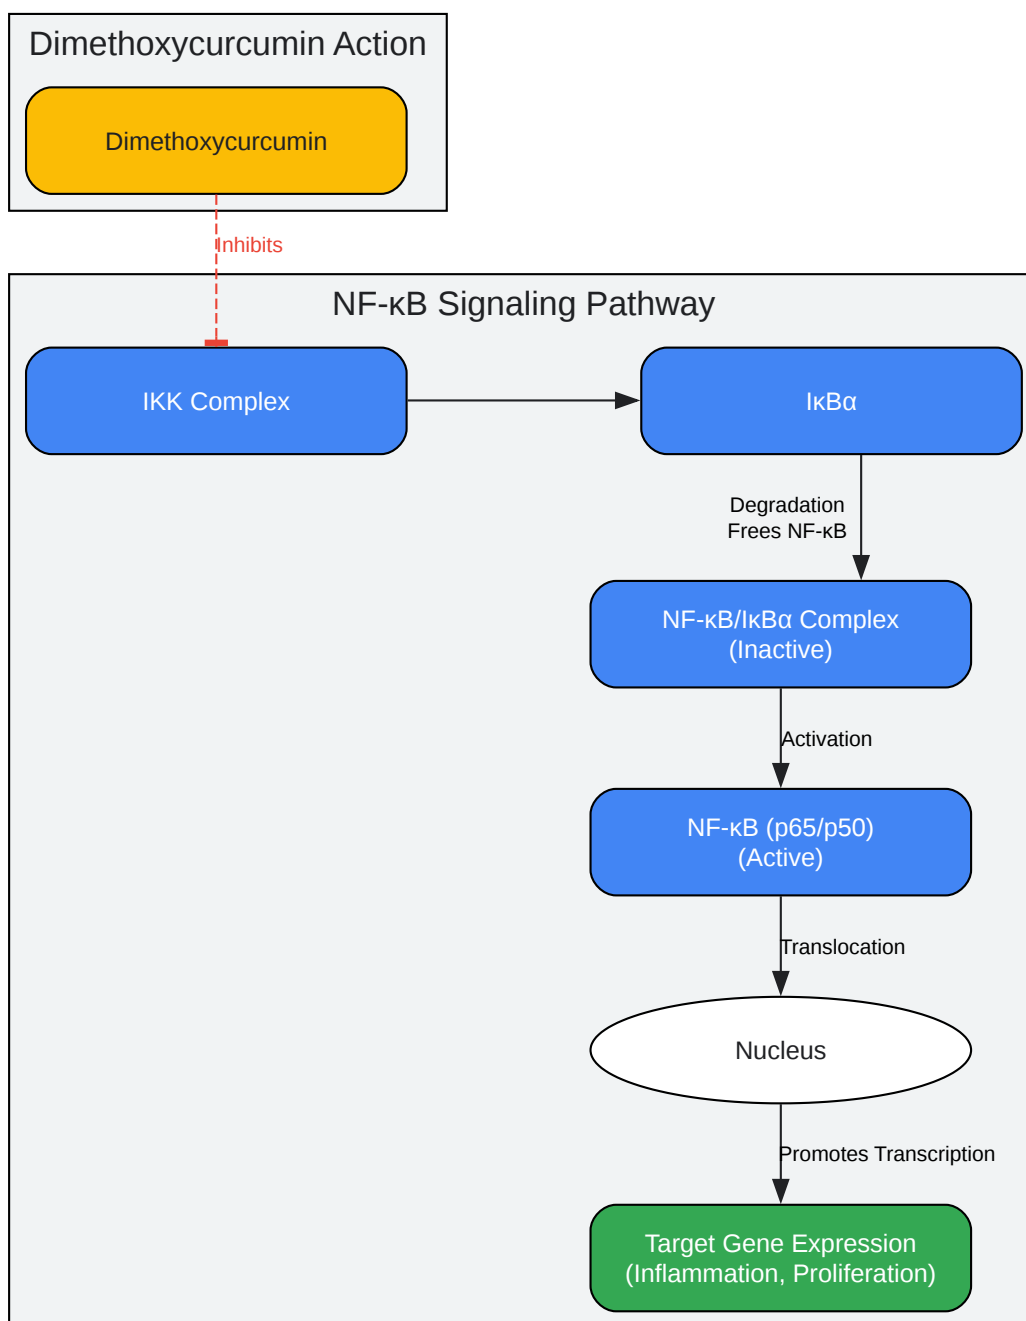 Dimethoxycurcumin Action
Dimethoxycurcumin
Inhibits
NF-κB Signaling Pathway
IKK Complex
IκBα
Degradation
Frees NF-κB
NF-κB/IκBα Complex
(Inactive)
Activation
NF-κB (p65/p50)
(Active)
Translocation
Nucleus
Promotes Transcription
Target Gene Expression
(Inflammation, Proliferation)